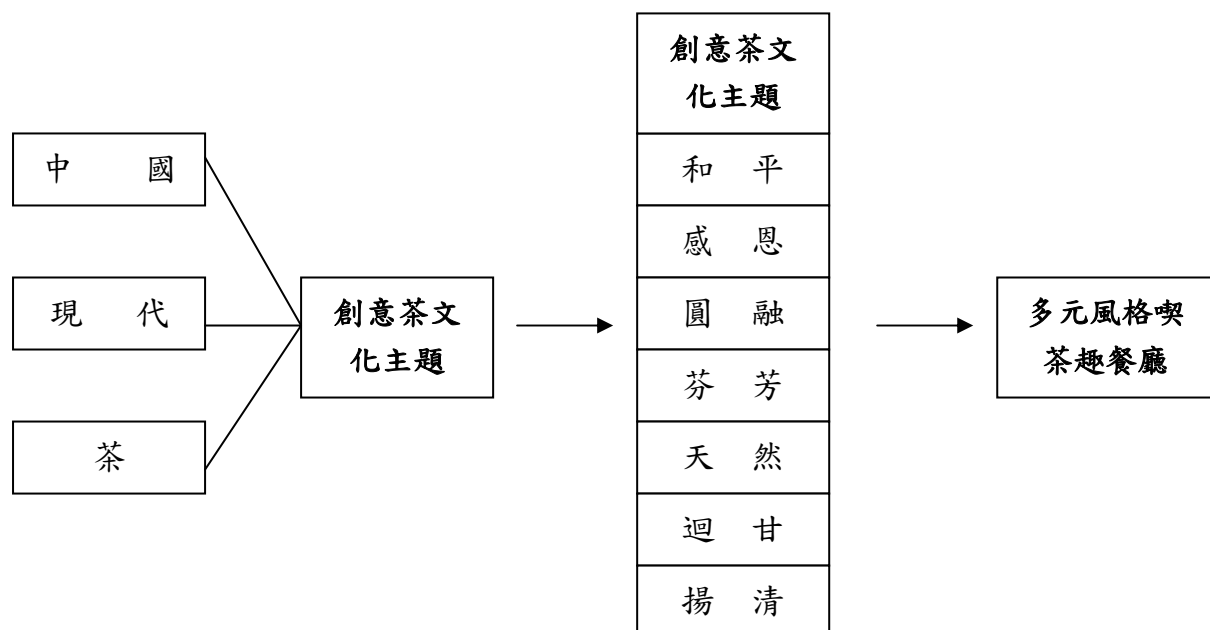 中 國
現 代
茶
創意茶文
化主題
創意茶文
化主題
和 平
感 恩
圓 融
芬 芳
天 然
迴 甘
揚 清
多元風格喫
茶趣餐廳